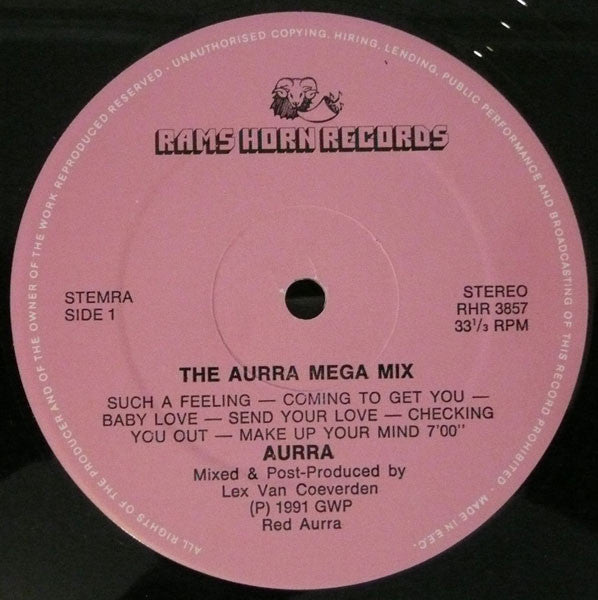 ALL RIGHTS OF THE PRODUCER AND OF THE OWNER OF THE WORK REPRODUCED RESERVED · UNAUTHORISED COPYING, HIRING, LENDING, PUBLIC PERFORMANCE AND BROADCASTING OF THIS RECORD PROHIBITED · MADE IN E.E.C.
RAMS HORN RECORDS
STEMRA
SIDE 1
STEREO
RHR 3857
33¹/₃ RPM
THE AURRA MEGA MIX
SUCH A FEELING — COMING TO GET YOU —
BABY LOVE — SEND YOUR LOVE — CHECKING
YOU OUT — MAKE UP YOUR MIND 7'00''
AURRA
Mixed & Post-Produced by
Lex Van Coeverden
(P) 1991 GWP
Red Aurra